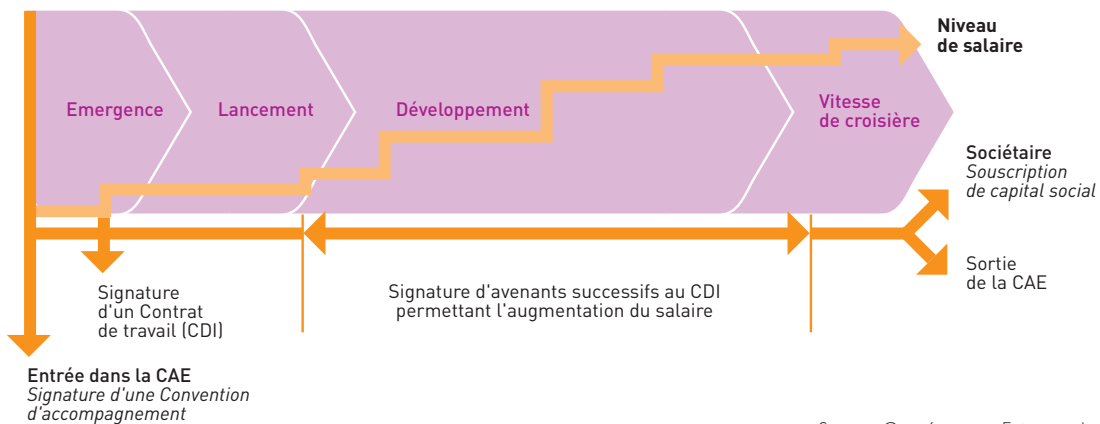 Niveau
de salaire
Emergence
Lancement
Développement
Vitesse
de croisière
Sociétaire
Souscription
de capital social
Sortie
de la CAE
Signature
d'un Contrat
de travail (CDI)
Signature d'avenants successifs au CDI
permettant l'augmentation du salaire
Entrée dans la CAE
Signature d'une Convention
d'accompagnement